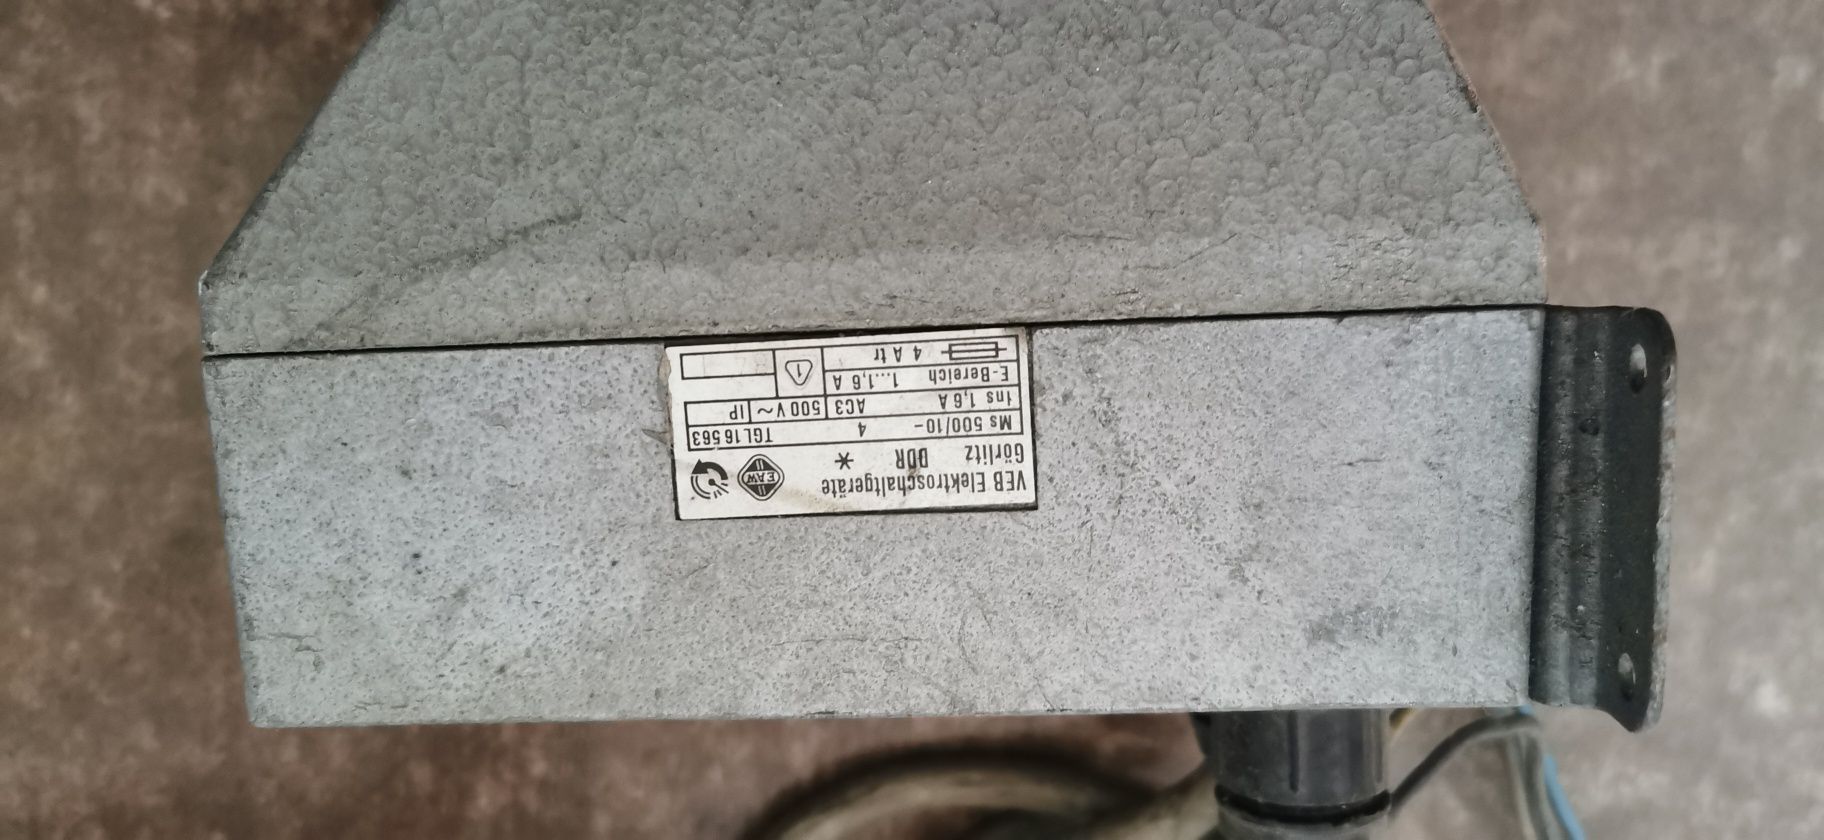 VEB Elektroschaltgeräte EAW
Görlitz DDR *
Ms 500/10- 4 TGL 16 563
Ins 1,6 A AC3 500 V ~ IP
E-Bereich 1...1,6 A 1
4 A tr